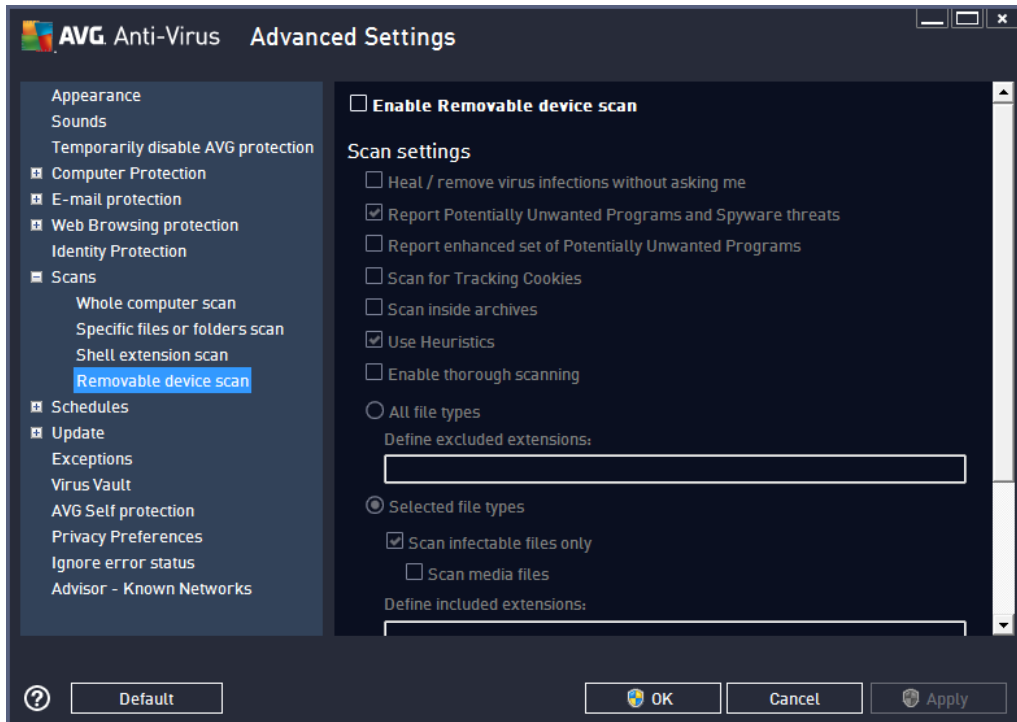 AVG Anti-Virus Advanced Settings
Appearance
Sounds
Temporarily disable AVG protection
Computer Protection
E-mail protection
Web Browsing protection
Identity Protection
Scans
Whole computer scan
Specific files or folders scan
Shell extension scan
Removable device scan
Schedules
Update
Exceptions
Virus Vault
AVG Self protection
Privacy Preferences
Ignore error status
Advisor - Known Networks
Enable Removable device scan
Scan settings
Heal / remove virus infections without asking me
Report Potentially Unwanted Programs and Spyware threats
Report enhanced set of Potentially Unwanted Programs
Scan for Tracking Cookies
Scan inside archives
Use Heuristics
Enable thorough scanning
All file types
Define excluded extensions:
Selected file types
Scan infectable files only
Scan media files
Define included extensions:
Default
OK
Cancel
Apply